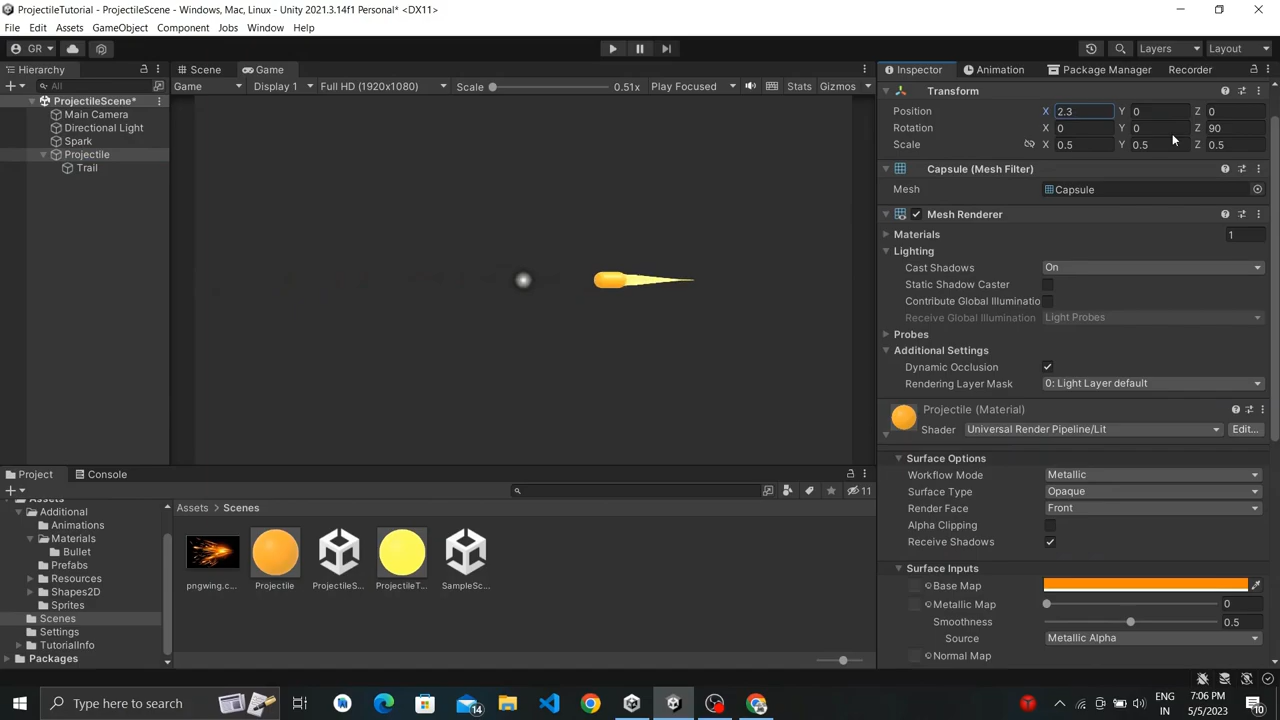 ProjectileTutorial - ProjectileScene - Windows, Mac, Linux - Unity 2021.3.14f1 Personal* <DX11>
File Edit Assets GameObject Component Jobs Window Help
GR Layers Layout
Hierarchy
All
ProjectileScene*
Main Camera
Directional Light
Spark
Projectile
Trail
Scene Game
Game Display 1 Full HD (1920x1080) Scale 0.51x Play Focused Stats Gizmos
Inspector Animation Package Manager Recorder
Transform
Position X 2.3 Y 0 Z 0
Rotation X 0 Y 0 Z 90
Scale X 0.5 Y 0.5 Z 0.5
Capsule (Mesh Filter)
Mesh Capsule
Mesh Renderer
Materials 1
Lighting
Cast Shadows On
Static Shadow Caster
Contribute Global Illuminatio
Receive Global Illumination Light Probes
Probes
Additional Settings
Dynamic Occlusion
Rendering Layer Mask 0: Light Layer default
Projectile (Material)
Shader Universal Render Pipeline/Lit Edit...
Surface Options
Workflow Mode Metallic
Surface Type Opaque
Render Face Front
Alpha Clipping
Receive Shadows
Surface Inputs
Base Map
Metallic Map 0
Smoothness 0.5
Source Metallic Alpha
Normal Map
Project Console
11
Assets
Additional
Animations
Materials
Bullet
Prefabs
Resources
Shapes2D
Sprites
Scenes
Settings
TutorialInfo
Packages
Assets > Scenes
pngwing.c... Projectile ProjectileS... ProjectileT... SampleSc...
Type here to search
14
ENG
IN
7:06 PM
5/5/2023
10